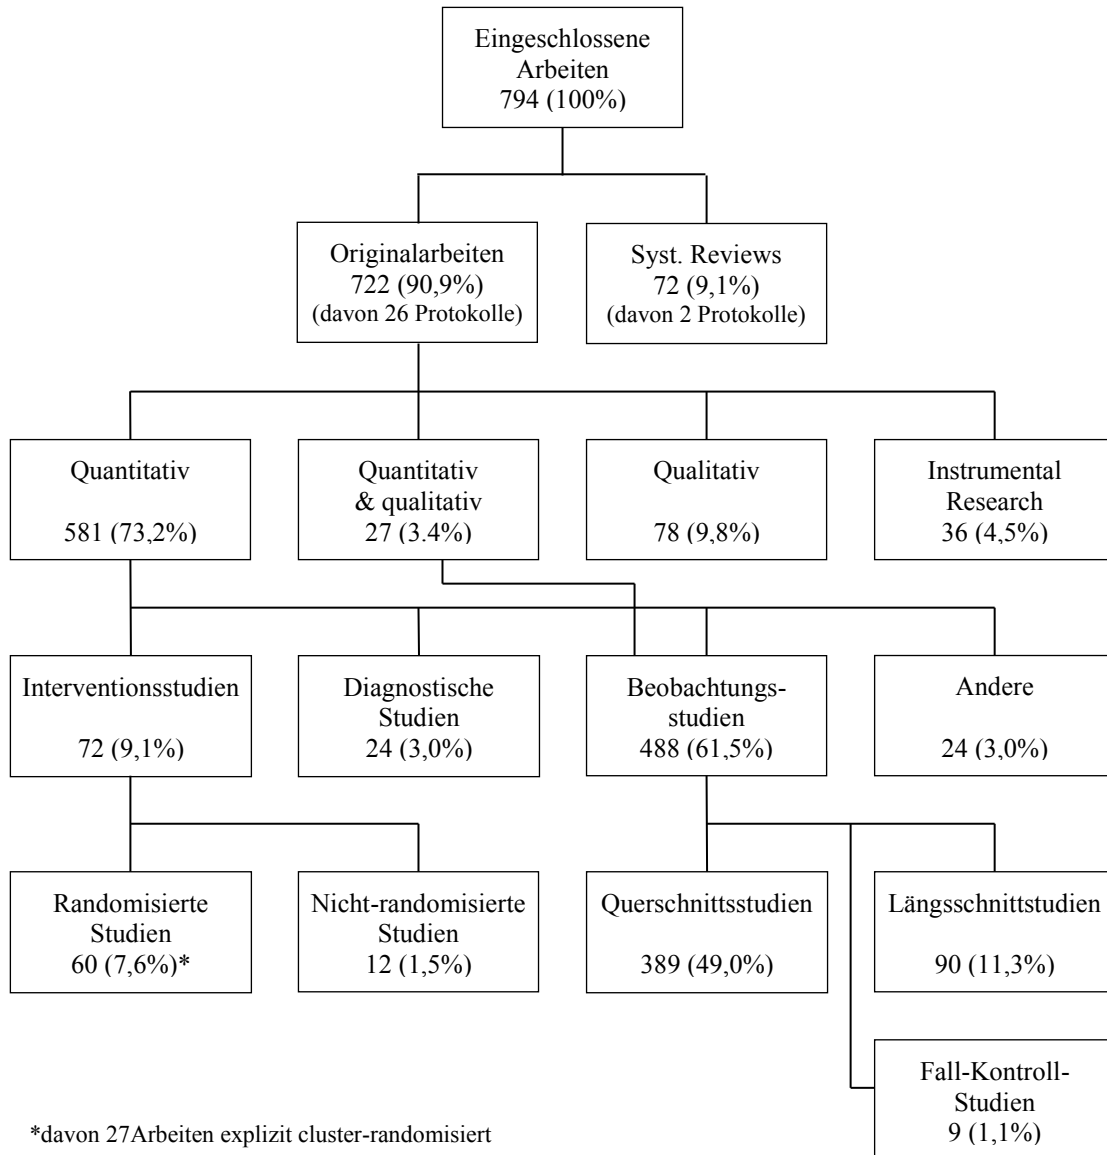 Eingeschlossene
Arbeiten
794 (100%)
Originalarbeiten
722 (90,9%)
(davon 26 Protokolle)
Syst. Reviews
72 (9,1%)
(davon 2 Protokolle)
Quantitativ
581 (73,2%)
Quantitativ
& qualitativ
27 (3.4%)
Qualitativ
78 (9,8%)
Instrumental
Research
36 (4,5%)
Interventionsstudien
72 (9,1%)
Diagnostische
Studien
24 (3,0%)
Beobachtungs-
studien
488 (61,5%)
Andere
24 (3,0%)
Randomisierte
Studien
60 (7,6%)*
Nicht-randomisierte
Studien
12 (1,5%)
Querschnittsstudien
389 (49,0%)
Längsschnittstudien
90 (11,3%)
Fall-Kontroll-
Studien
9 (1,1%)
*davon 27Arbeiten explizit cluster-randomisiert